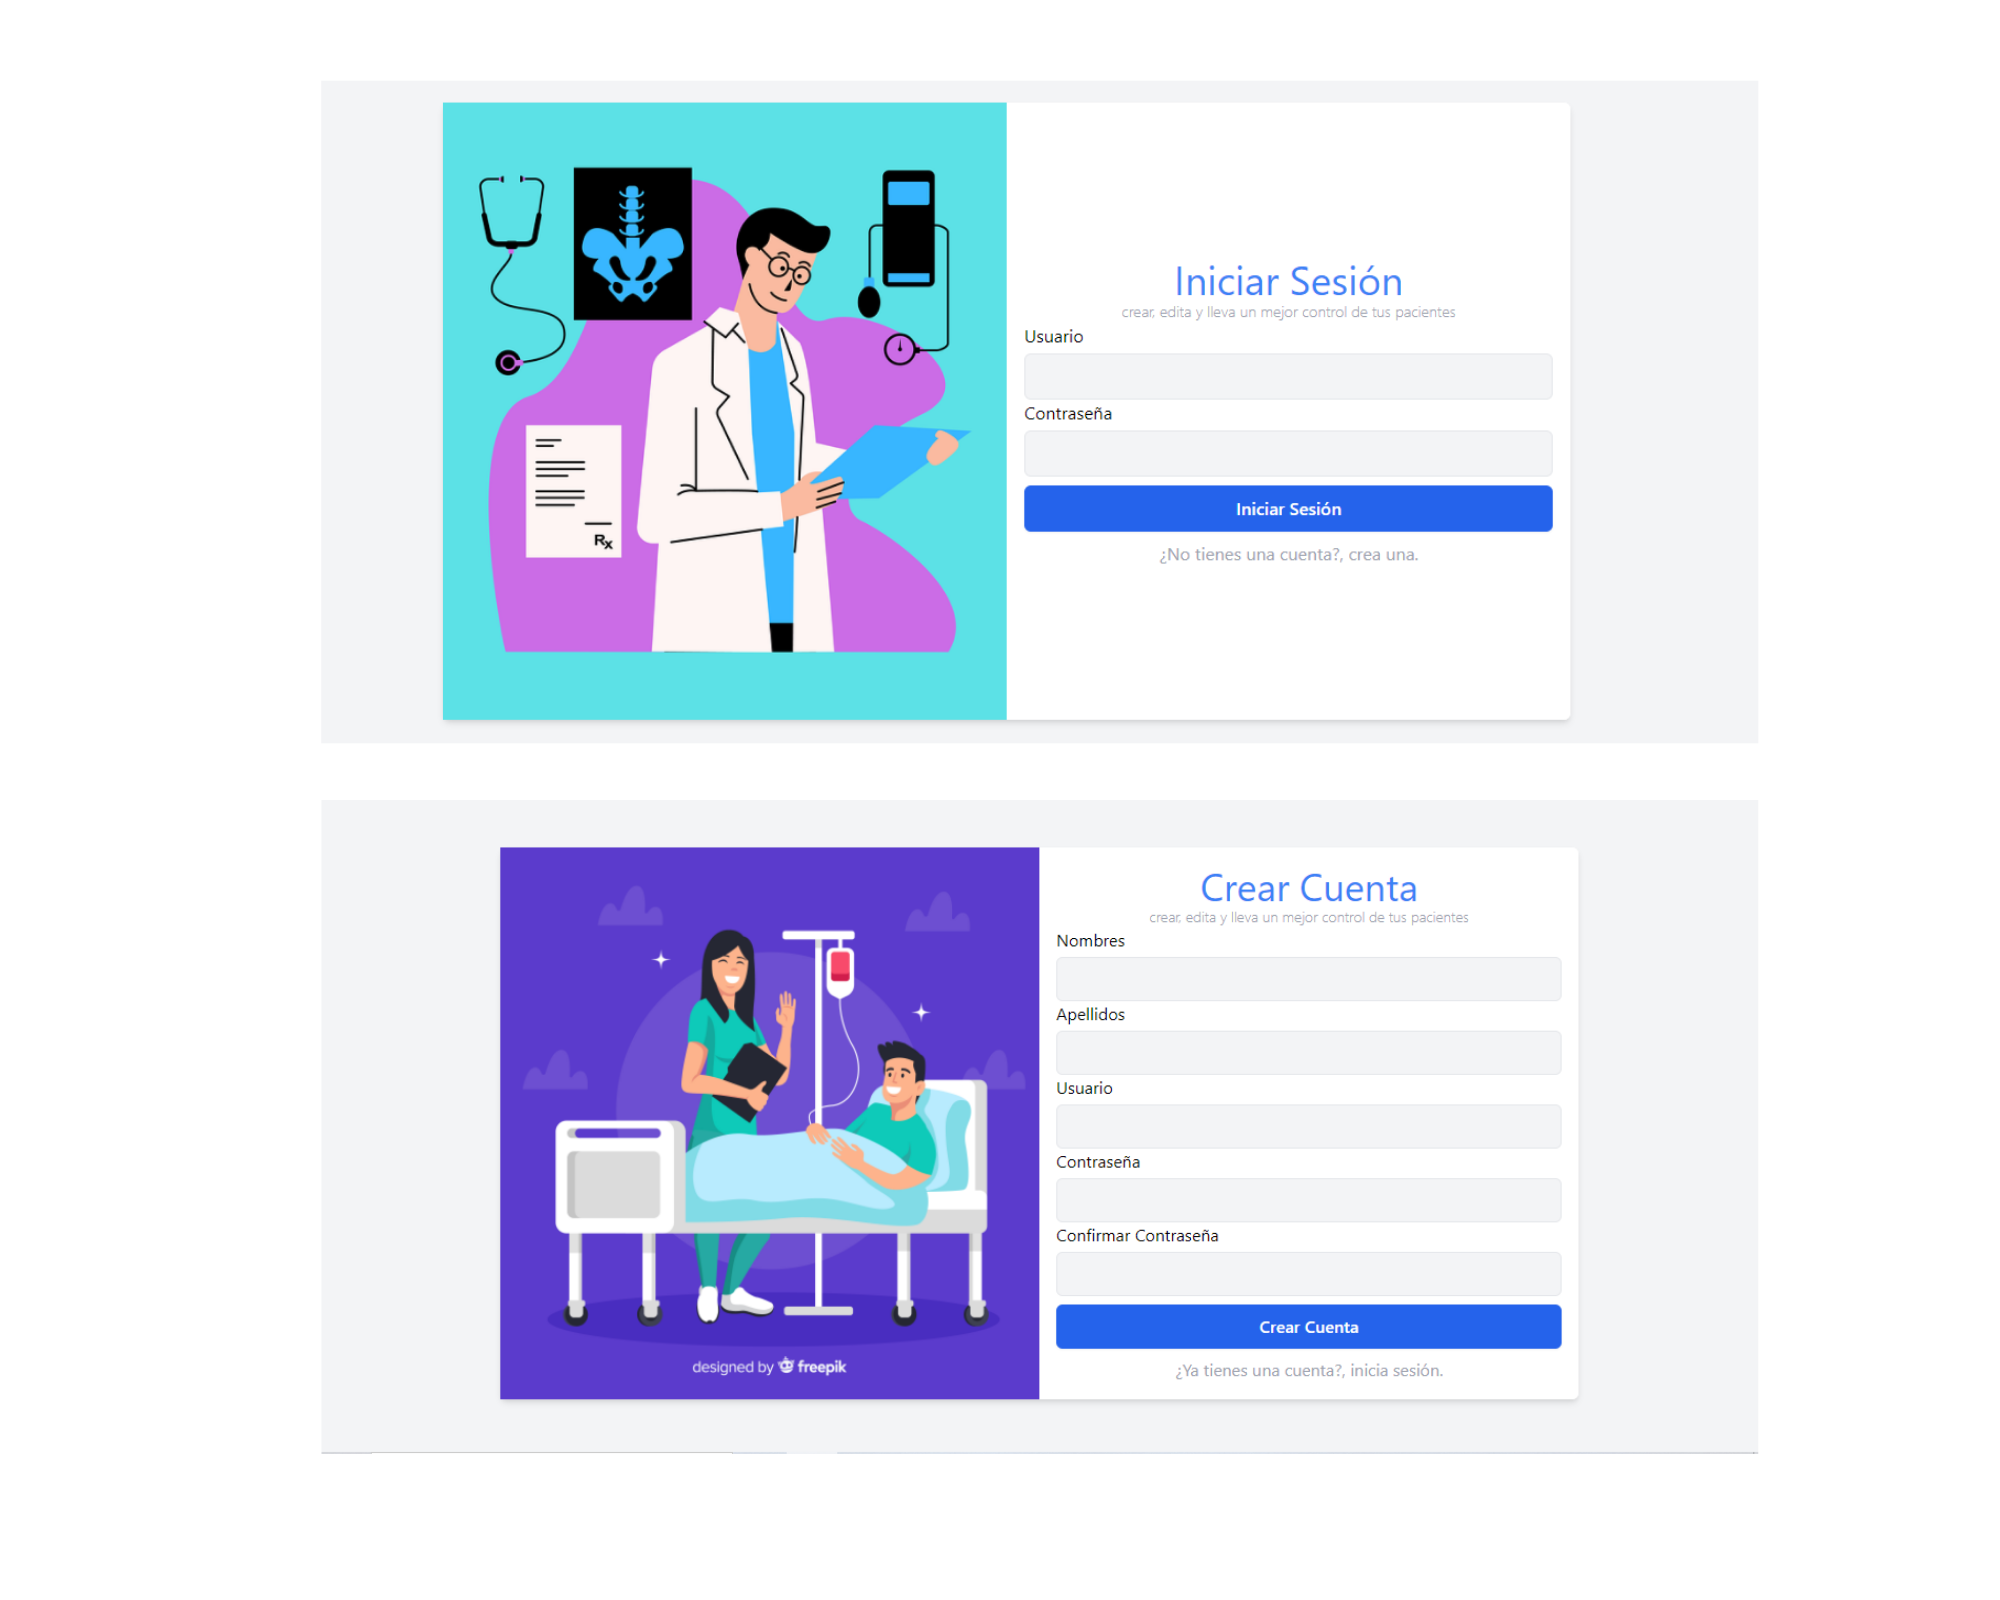 Rx
Iniciar Sesión
crear, edita y lleva un mejor control de tus pacientes
Usuario
Contraseña
Iniciar Sesión
¿No tienes una cuenta?, crea una.
Crear Cuenta
crear, edita y lleva un mejor control de tus pacientes
Nombres
Apellidos
Usuario
Contraseña
Confirmar Contraseña
Crear Cuenta
¿Ya tienes una cuenta?, inicia sesión.
designed by freepik